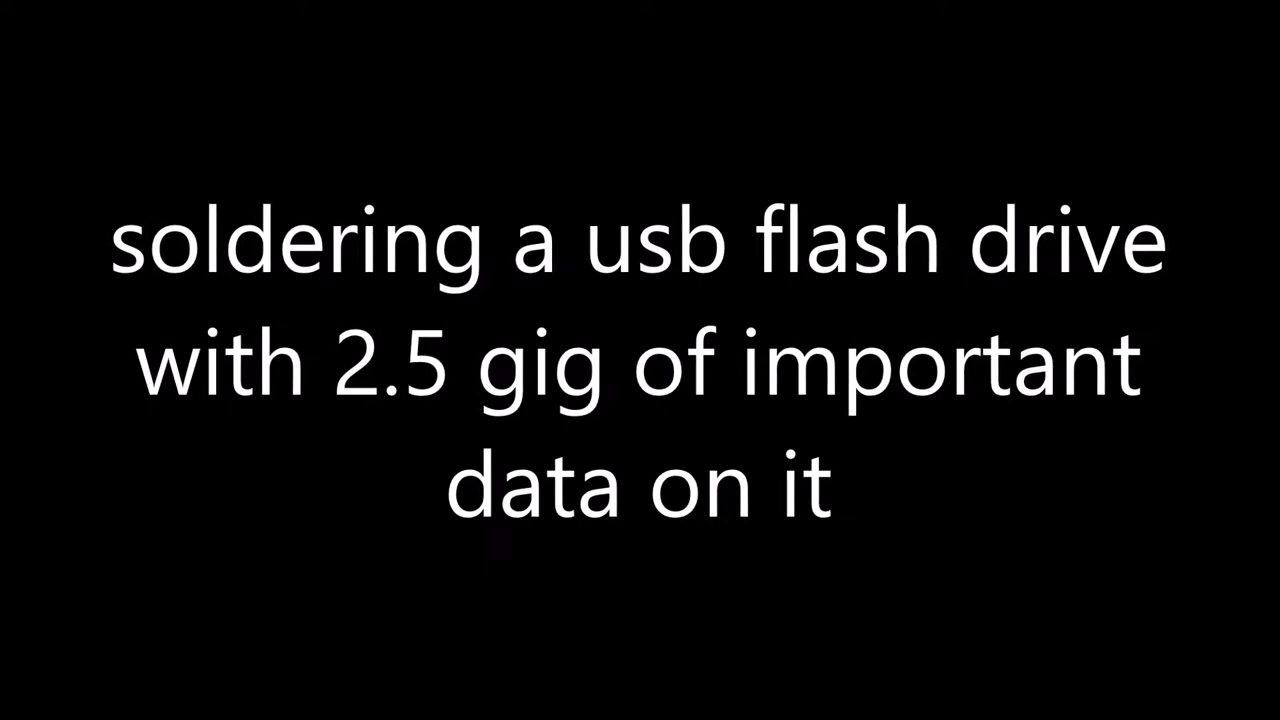 soldering a usb flash drive
with 2.5 gig of important
data on it